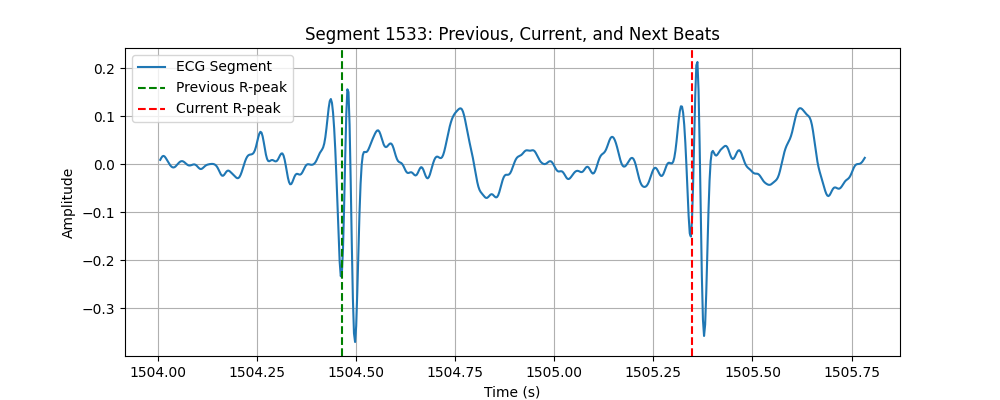 Segment 1533: Previous, Current, and Next Beats
ECG Segment
Previous R-peak
Current R-peak
0.2
0.1
0.0
−0.1
−0.2
−0.3
Amplitude
1504.00 1504.25 1504.50 1504.75 1505.00 1505.25 1505.50 1505.75
Time (s)